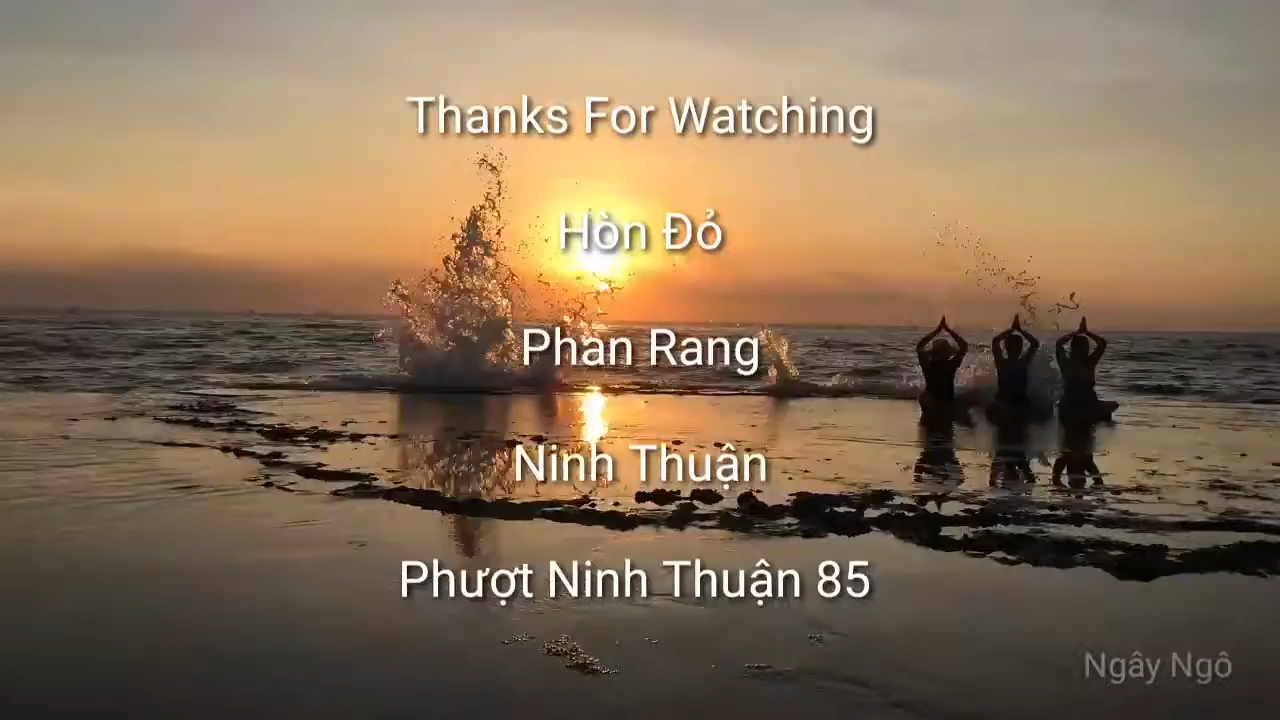 Thanks For Watching
Hòn Đỏ
Phan Rang
Ninh Thuận
Phượt Ninh Thuận 85
Ngây Ngô